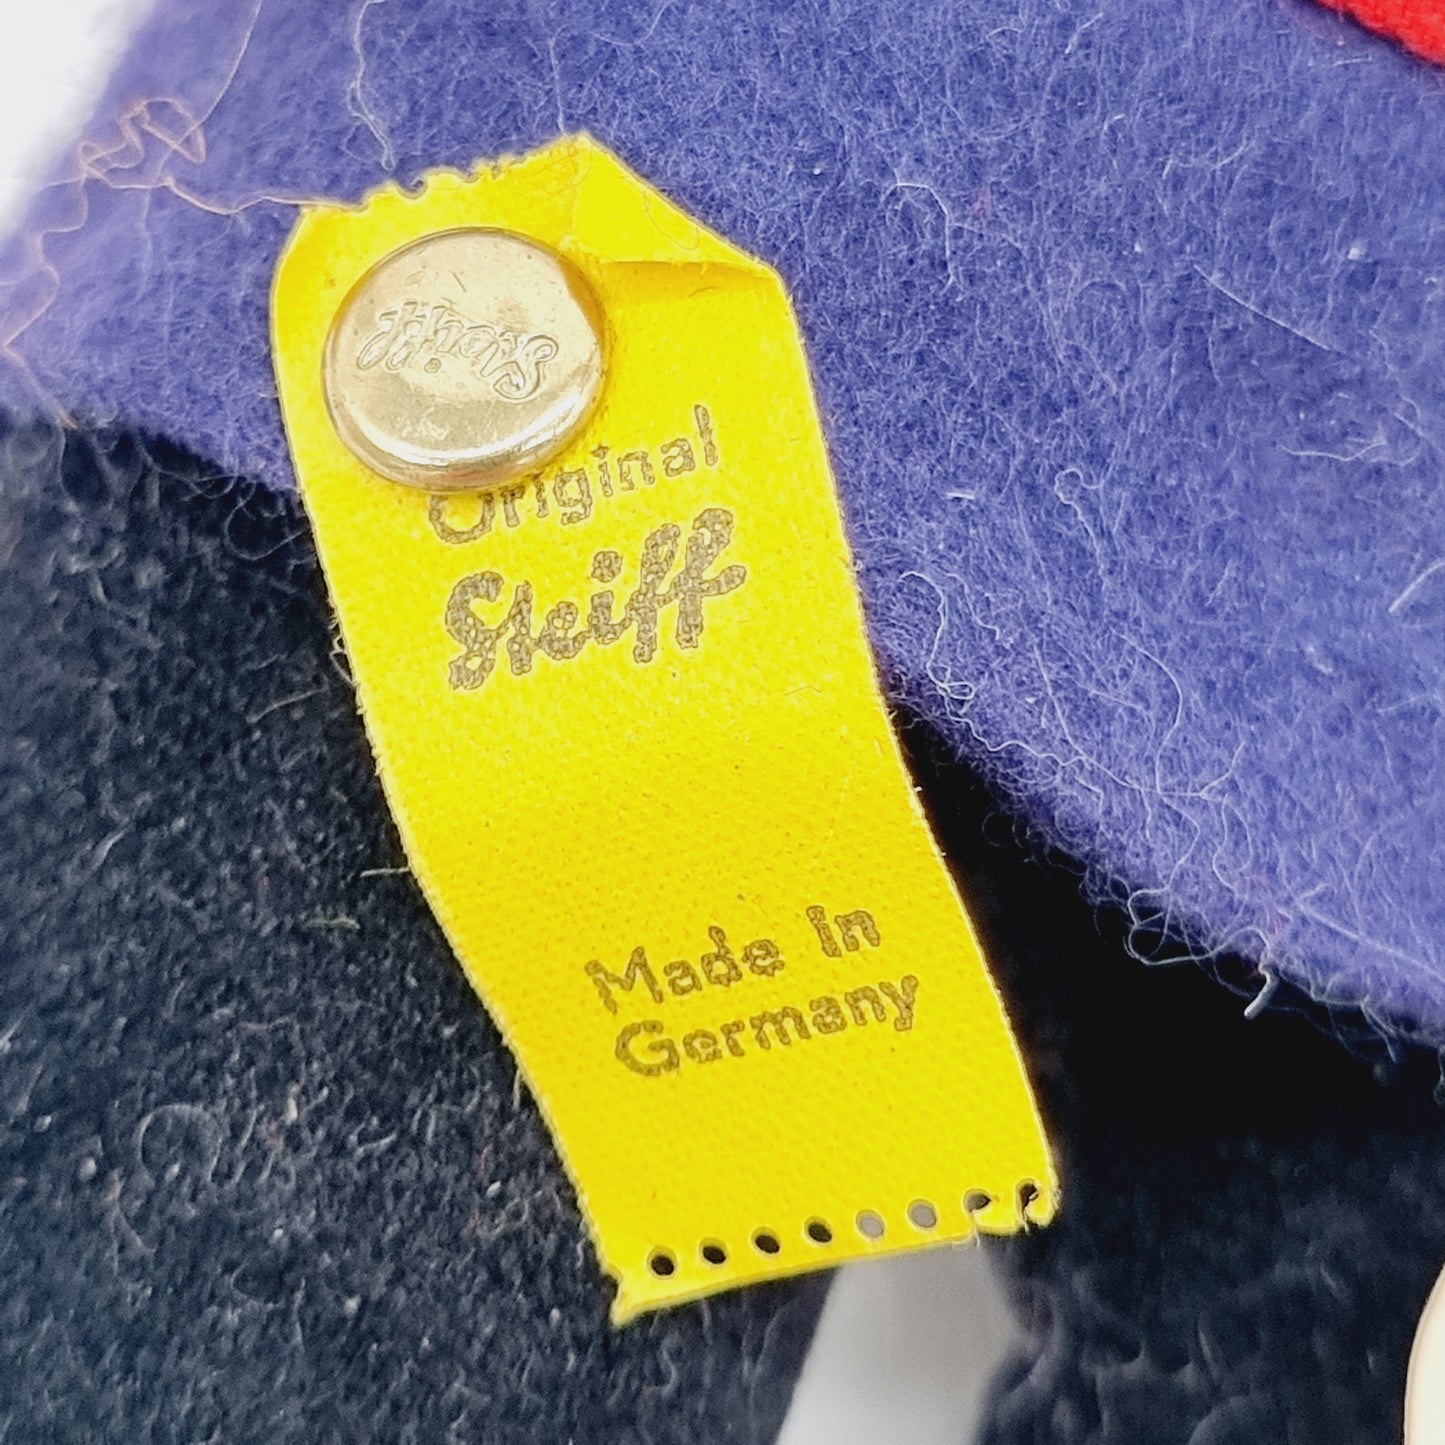 Steiff
Original
Steiff
Made in
Germany